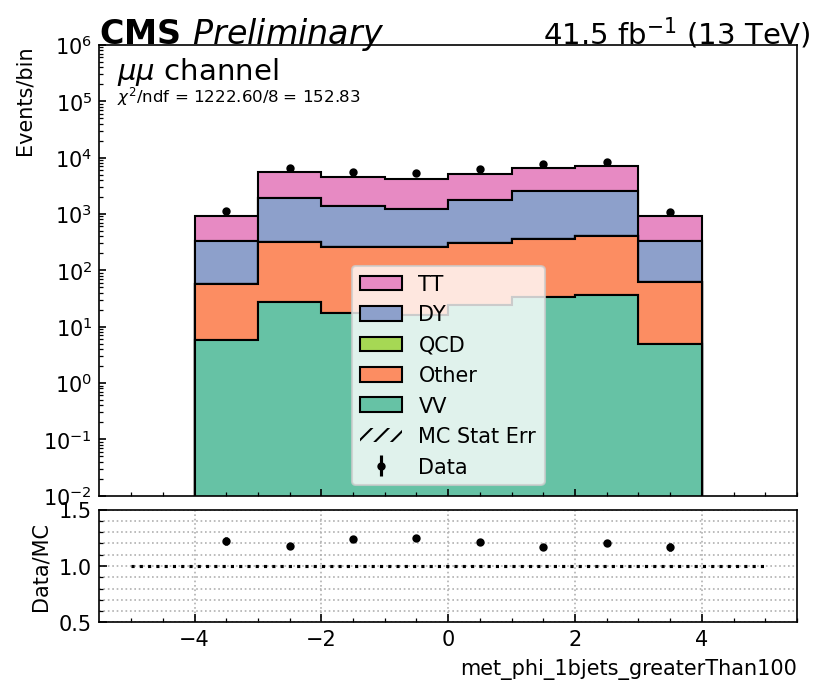 CMS Preliminary 41.5 fb⁻¹ (13 TeV)
μμ channel
χ²/ndf = 1222.60/8 = 152.83
Events/bin
10⁶
10⁵
10⁴
10³
10²
10¹
10⁰
10⁻¹
10⁻²
TT
DY
QCD
Other
VV
MC Stat Err
Data
Data/MC
1.5
1.0
0.5
−4 −2 0 2 4
met_phi_1bjets_greaterThan100